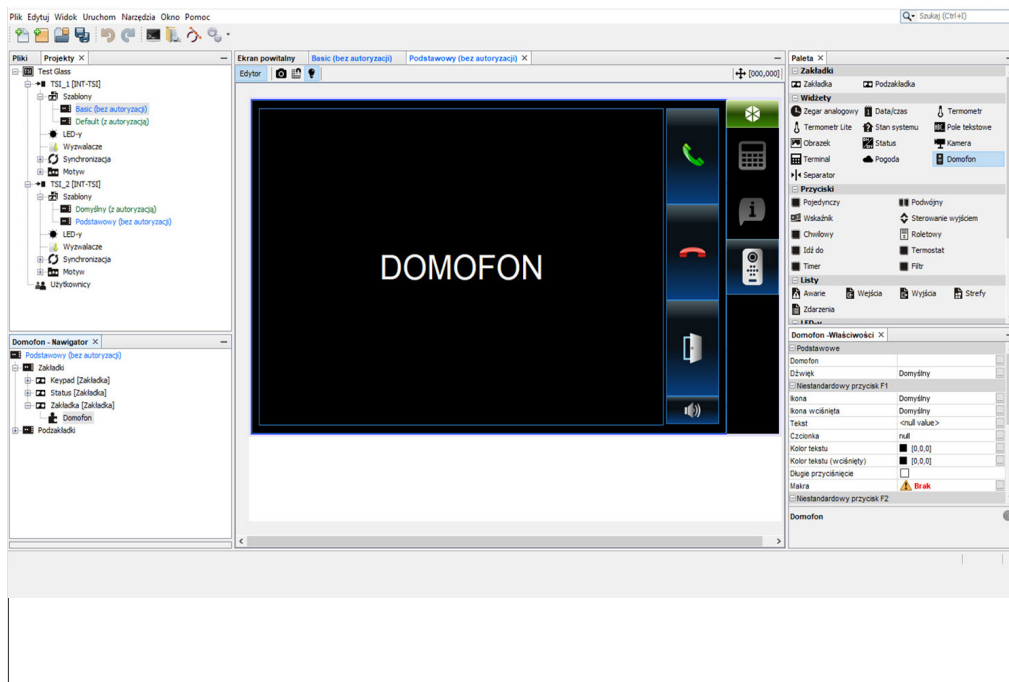 Plik Edytuj Widok Uruchom Narzędzia Okno Pomoc
Szukaj (Ctrl+I)
Pliki Projekty
Test Glass
TSI_1 [INT-TSI]
Szablony
Basic (bez autoryzacji)
Default (z autoryzacją)
LED-y
Wyzwalacze
Synchronizacja
Motyw
TSI_2 [INT-TSI]
Szablony
Domyślny (z autoryzacją)
Podstawowy (bez autoryzacji)
LED-y
Wyzwalacze
Synchronizacja
Motyw
Użytkownicy
Domofon - Nawigator
Podstawowy (bez autoryzacji)
Zakładki
Keypad [Zakładka]
Status [Zakładka]
Zakładka [Zakładka]
Domofon
Podzakładki
Ekran powitalny Basic (bez autoryzacji) Podstawowy (bez autoryzacji)
Edytor [000,000]
DOMOFON
Paleta
Zakładki
Zakładka Podzakładka
Widżety
Zegar analogowy Data/czas Termometr
Termometr Lite Stan systemu Pole tekstowe
Obrazek Status Kamera
Terminal Pogoda Domofon
Separator
Przyciski
Pojedynczy Podwójny
Wskaźnik Sterowanie wyjściem
Chwilowy Roletowy
Idź do Termostat
Timer Filtr
Listy
Awarie Wejścia Wyjścia Strefy
Zdarzenia
LED-y
Domofon -Właściwości
Podstawowe
Domofon
Dźwięk Domyślny
Niestandardowy przycisk F1
Ikona Domyślny
Ikona wciśnięta Domyślny
Tekst <null value>
Czcionka null
Kolor tekstu [0,0,0]
Kolor tekstu (wciśnięty) [0,0,0]
Długie przyciśnięcie
Makra Brak
Niestandardowy przycisk F2
Domofon